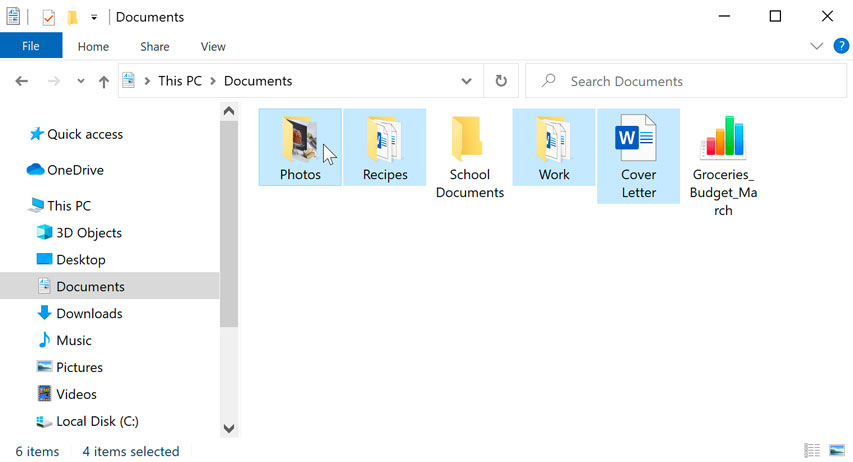 Documents
File Home Share View
?
This PC Documents
Search Documents
Quick access
OneDrive
This PC
3D Objects
Desktop
Documents
Downloads
Music
Pictures
Videos
Local Disk (C:)
Photos
Recipes
School
Documents
Work
W
Cover
Letter
Groceries_
Budget_Ma
rch
6 items 4 items selected